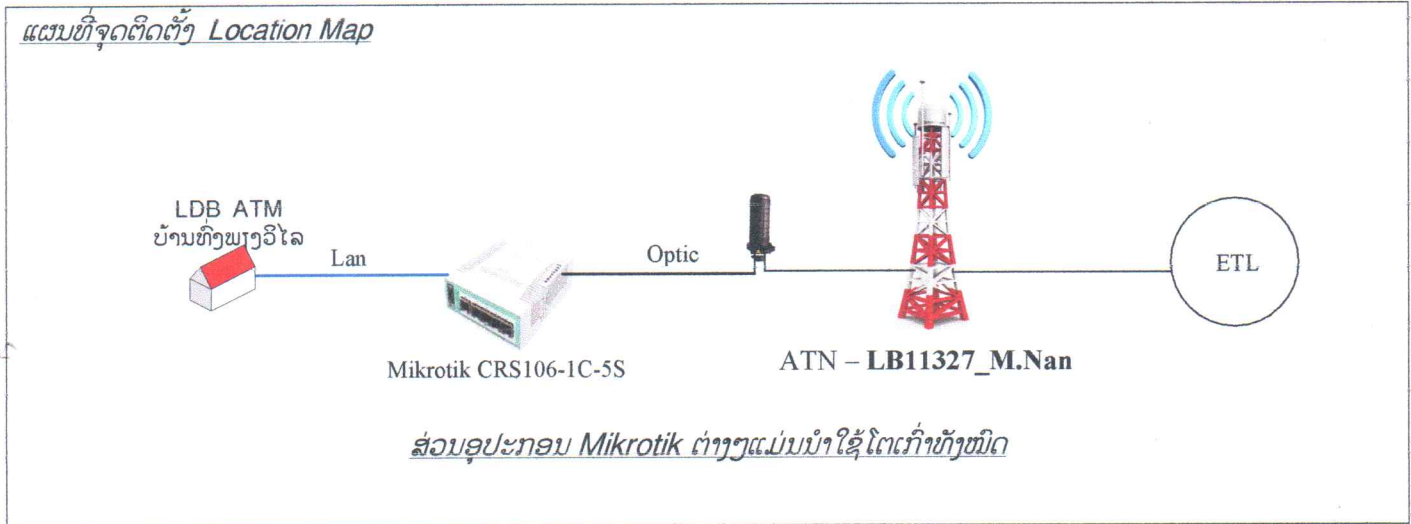 ແຜນທີ່ຈຸດຕິດຕັ້ງ Location Map
LDB ATM
ບ້ານທົ່ງພຽງວິໄລ
Lan
Optic
ETL
Mikrotik CRS106-1C-5S
ATN – LB11327_M.Nan
ສ່ວນອຸປະກອນ Mikrotik ຕ່າງໆແມ່ນນຳໃຊ້ໂຕເກົ່າທັງໝົດ